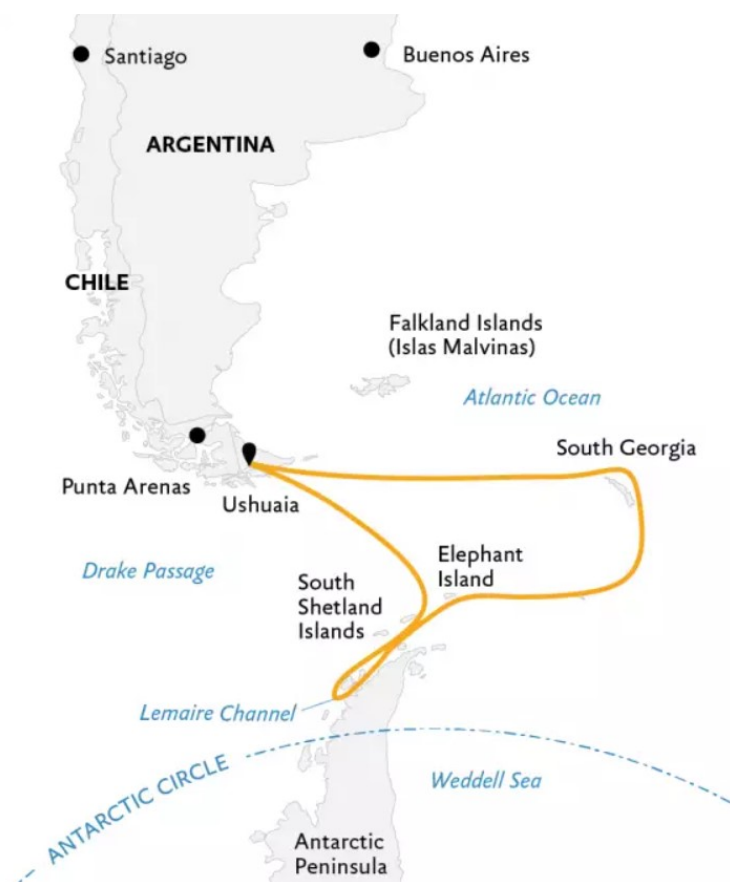 Santiago
Buenos Aires
ARGENTINA
CHILE
Falkland Islands
(Islas Malvinas)
Atlantic Ocean
South Georgia
Punta Arenas
Ushuaia
Elephant
Island
Drake Passage
South
Shetland
Islands
Lemaire Channel
ANTARCTIC CIRCLE
Weddell Sea
Antarctic
Peninsula